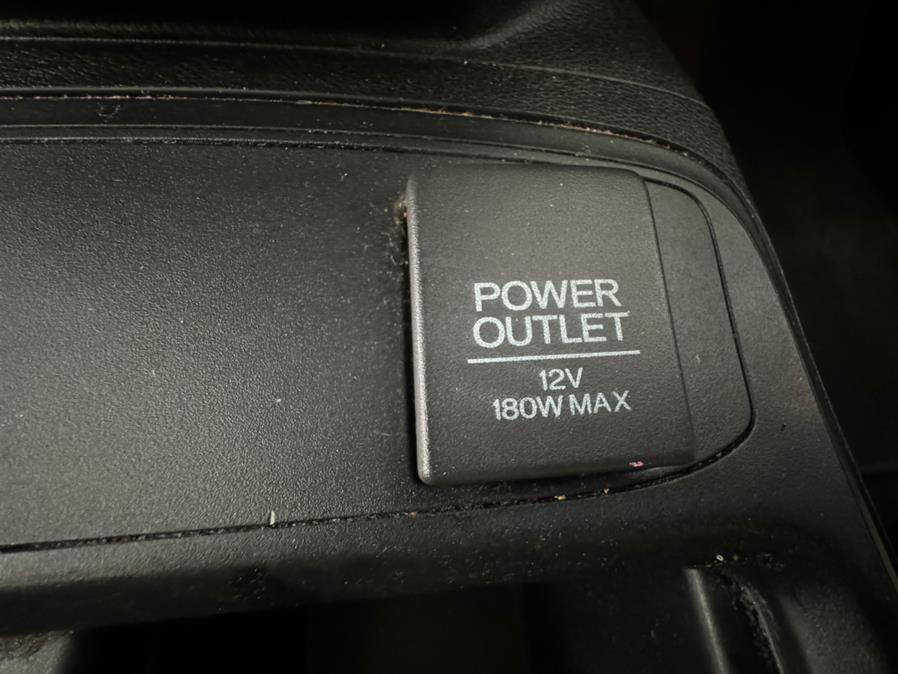 POWER
OUTLET
12V
180W MAX